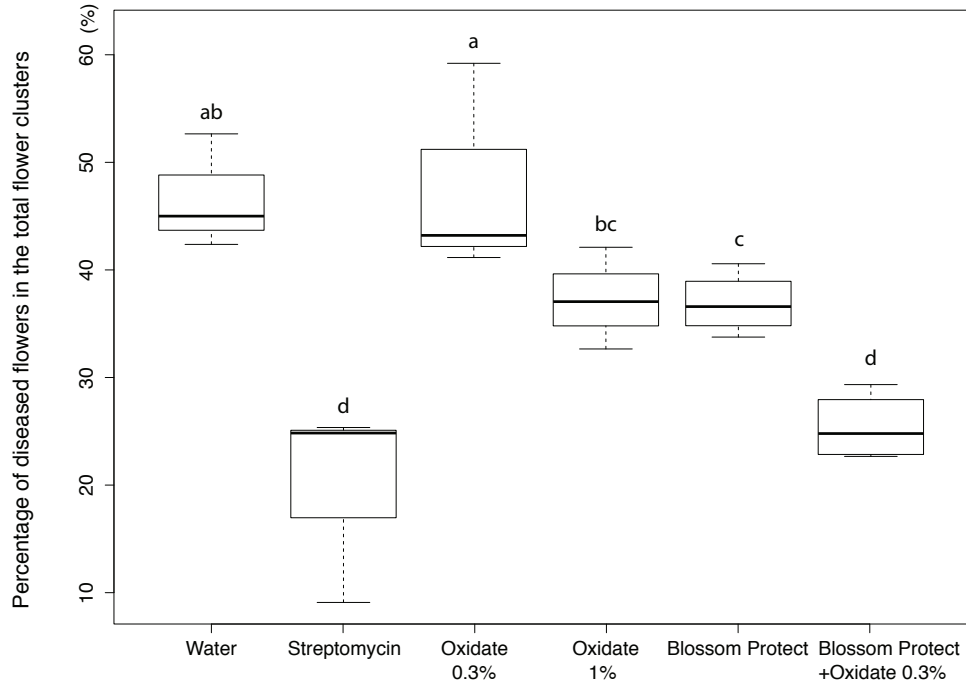 Percentage of diseased flowers in the total flower clusters (%)
60
50
40
30
20
10
ab
d
a
bc
c
d
Water
Streptomycin
Oxidate
0.3%
Oxidate
1%
Blossom Protect
Blossom Protect
+Oxidate 0.3%